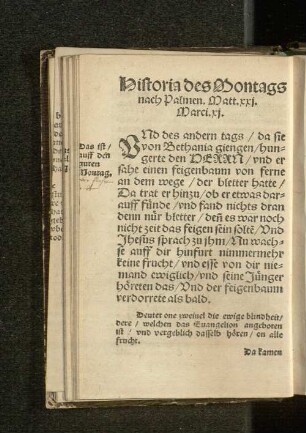 Historia des Montags
nach Palmen. Matt.xxj.
Marci.xj.
Das ist/
auff den
guten
Montag.
VNd des andern tags / da sie
von Bethania giengen / hun-
gerte den HERRN / vnd er
sahe einen feigenbaum von ferne
an dem wege / der bletter hatte /
Da trat er hinzu / ob er etwas dar-
auff fünde / vnd fand nichts dran
denn nůr bletter / deñ es war noch
nicht zeit das feigen sein solte / Vnd
Jhesus sprach zu jhm / Nu wachs-
se auff dir hinfurt nimmermehr
keine frucht / vnd esse von dir nie-
mand ewiglich / vnd seine Jünger
höreten das / Vnd der feigenbaum
verdorrete als bald.
Deutet one zweiuel die ewige blindheit /
dere / welchen das Euangelion angeboten
ist / vnd vergeblich dasselb hören / on alle
frucht.
Da kamen